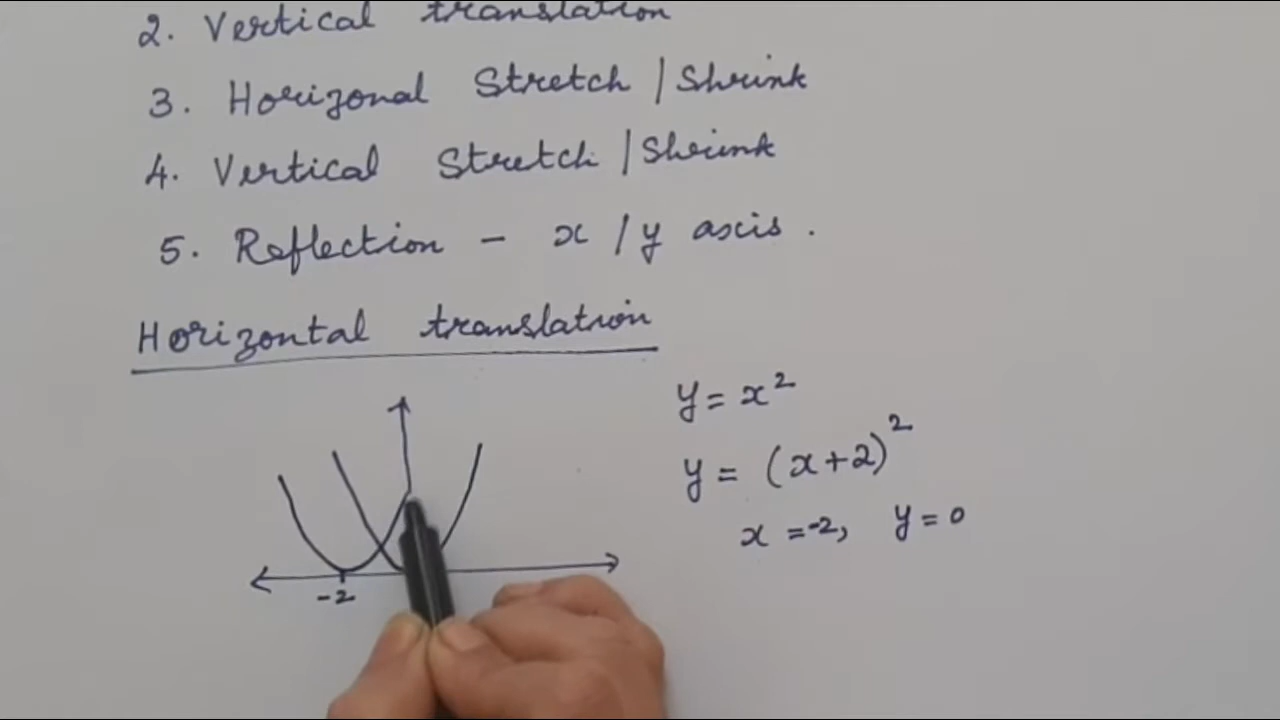 2. Vertical translation
3. Horizonal Stretch / Shrink
4. Vertical Stretch / Shrink
5. Reflection - x / y axis .
Horizontal translation
y = x²
y = (x+2)²
x = -2, y = 0
-2